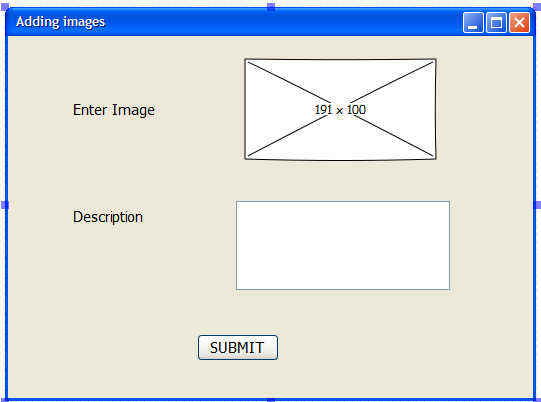 Adding images
Enter Image
191 x 100
Description
SUBMIT